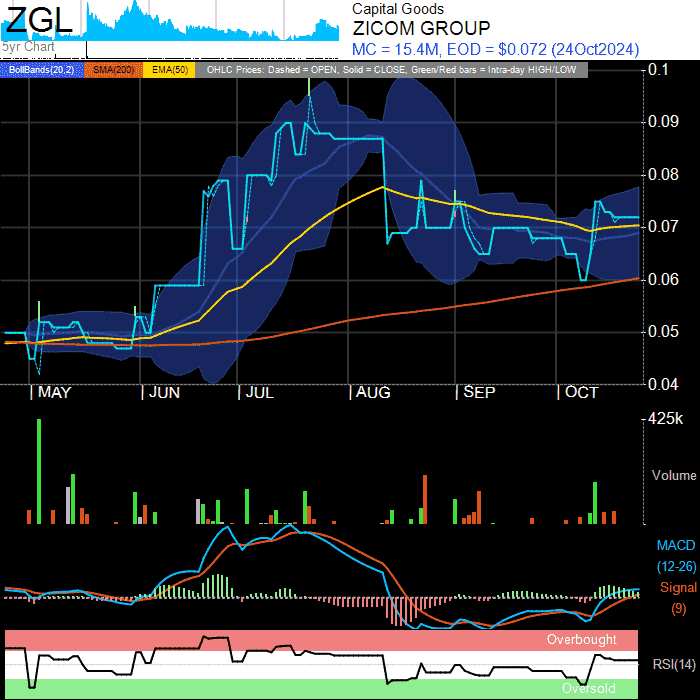 ZGL
5yr Chart
Capital Goods
ZICOM GROUP
MC = 15.4M, EOD = $0.072 (24Oct2024)
BollBands(20,2) SMA(200) EMA(50) OHLC Prices: Dashed = OPEN, Solid = CLOSE, Green/Red bars = Intra-day HIGH/LOW
0.1
0.09
0.08
0.07
0.06
0.05
0.04
MAY JUN JUL AUG SEP OCT
425k
Volume
MACD
(12-26)
Signal
(9)
Overbought
RSI(14)
Oversold